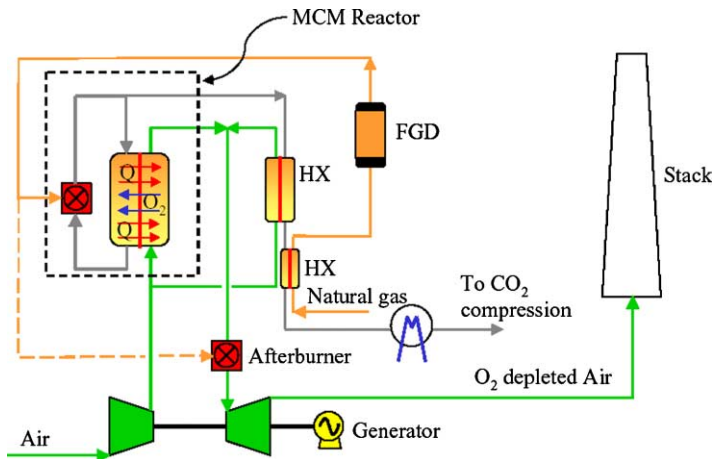 MCM Reactor
FGD
HX
Stack
Q
O2
Q
HX
Natural gas
To CO2
compression
Afterburner
O2 depleted Air
Air
Generator